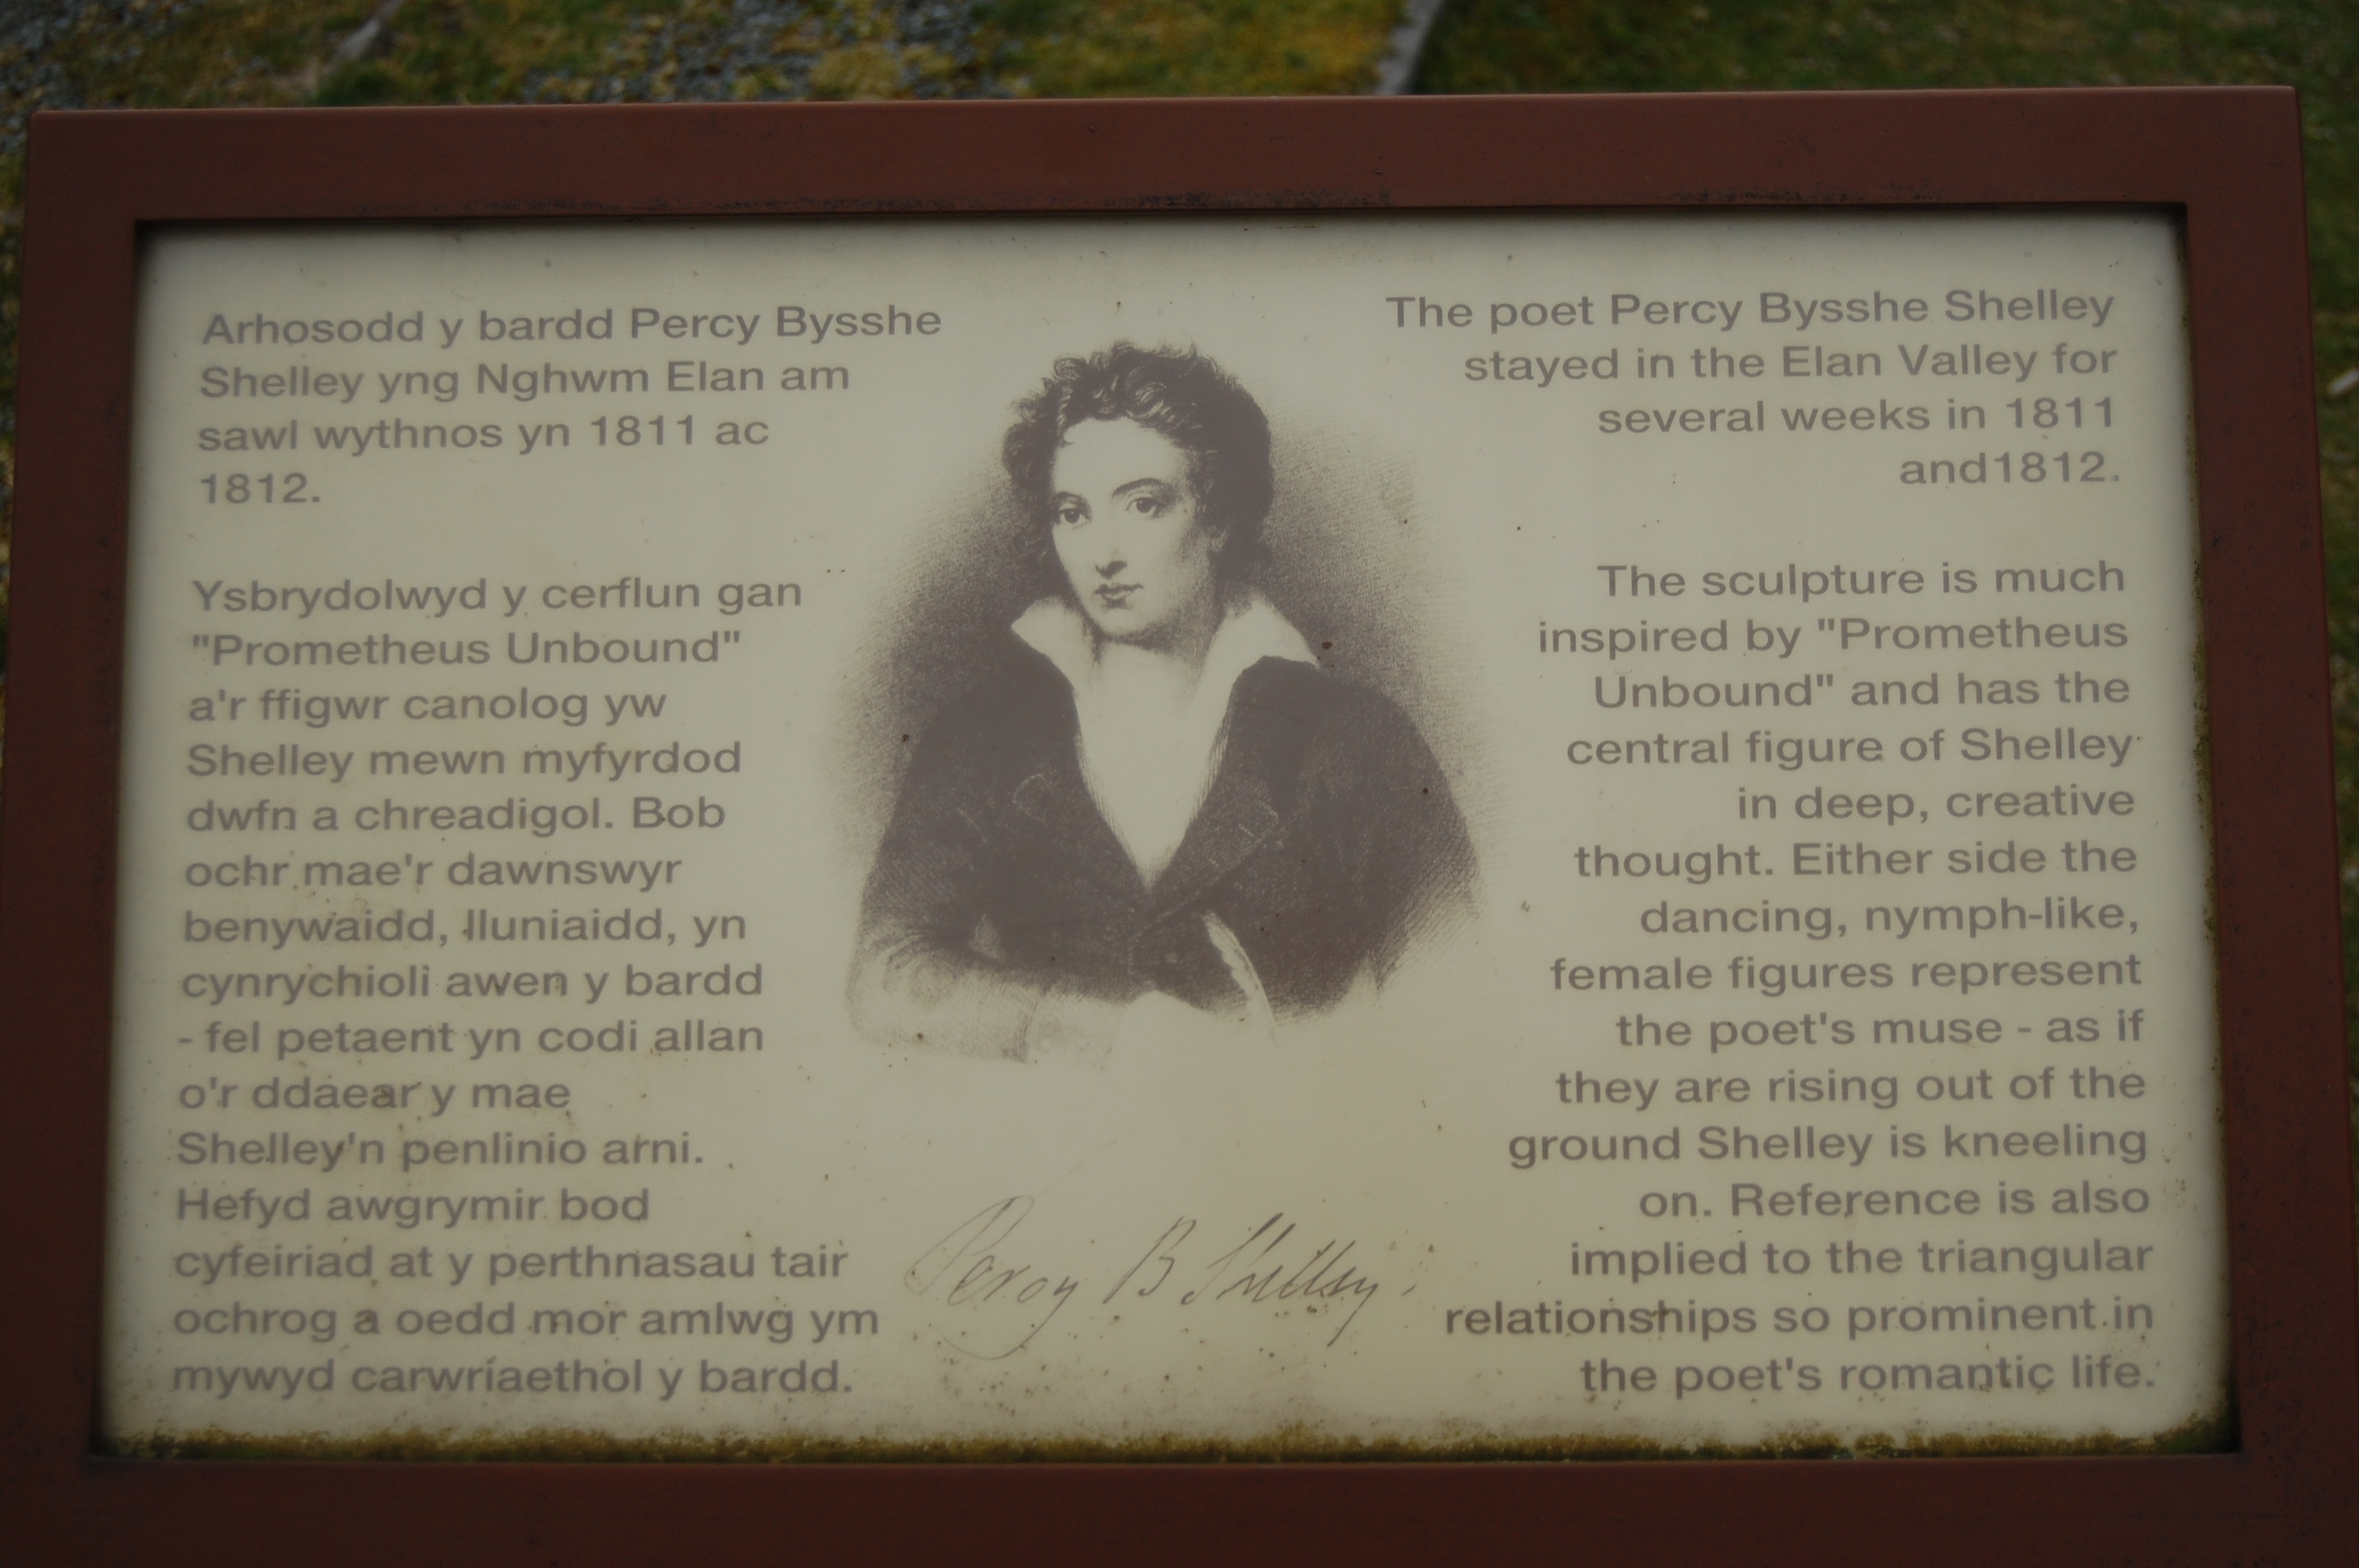 Arhosodd y bardd Percy Bysshe
Shelley yng Nghwm Elan am
sawl wythnos yn 1811 ac
1812.
Ysbrydolwyd y cerflun gan
"Prometheus Unbound"
a'r ffigwr canolog yw
Shelley mewn myfyrdod
dwfn a chreadigol. Bob
ochr mae'r dawnswyr
benywaidd, lluniaidd, yn
cynrychioli awen y bardd
- fel petaent yn codi allan
o'r ddaear y mae
Shelley'n penlinio arni.
Hefyd awgrymir bod
cyfeiriad at y perthnasau tair
ochrog a oedd mor amlwg ym
mywyd carwriaethol y bardd.
Percy B Shelley
The poet Percy Bysshe Shelley
stayed in the Elan Valley for
several weeks in 1811
and1812.
The sculpture is much
inspired by "Prometheus
Unbound" and has the
central figure of Shelley
in deep, creative
thought. Either side the
dancing, nymph-like,
female figures represent
the poet's muse - as if
they are rising out of the
ground Shelley is kneeling
on. Reference is also
implied to the triangular
relationships so prominent in
the poet's romantic life.